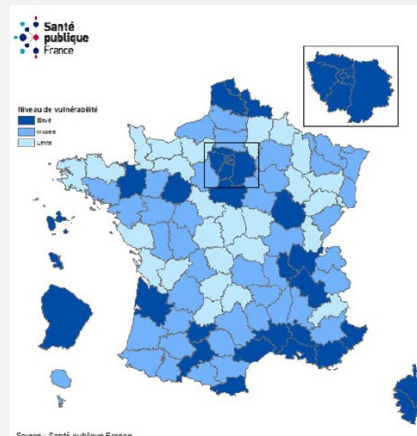 Santé
publique
France
Niveau de vulnérabilité
Elevé
Modéré
Limité
Source : Santé publique France